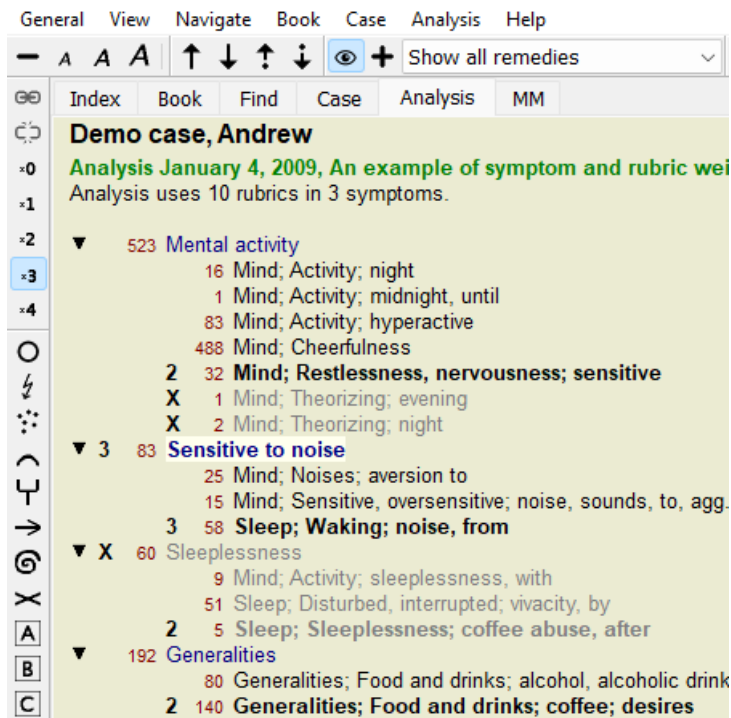 General View Navigate Book Case Analysis Help
A A A Show all remedies
Index Book Find Case Analysis MM
Demo case, Andrew
×0 Analysis January 4, 2009, An example of symptom and rubric wei
×1 Analysis uses 10 rubrics in 3 symptoms.
×2 ▼ 523 Mental activity
×3 16 Mind; Activity; night
1 Mind; Activity; midnight, until
×4 83 Mind; Activity; hyperactive
488 Mind; Cheerfulness
2 32 Mind; Restlessness, nervousness; sensitive
X 1 Mind; Theorizing; evening
X 2 Mind; Theorizing; night
▼ 3 83 Sensitive to noise
25 Mind; Noises; aversion to
15 Mind; Sensitive, oversensitive; noise, sounds, to, agg.
3 58 Sleep; Waking; noise, from
▼ X 60 Sleeplessness
9 Mind; Activity; sleeplessness, with
51 Sleep; Disturbed, interrupted; vivacity, by
A 2 5 Sleep; Sleeplessness; coffee abuse, after
▼ 192 Generalities
B 80 Generalities; Food and drinks; alcohol, alcoholic drink
C 2 140 Generalities; Food and drinks; coffee; desires